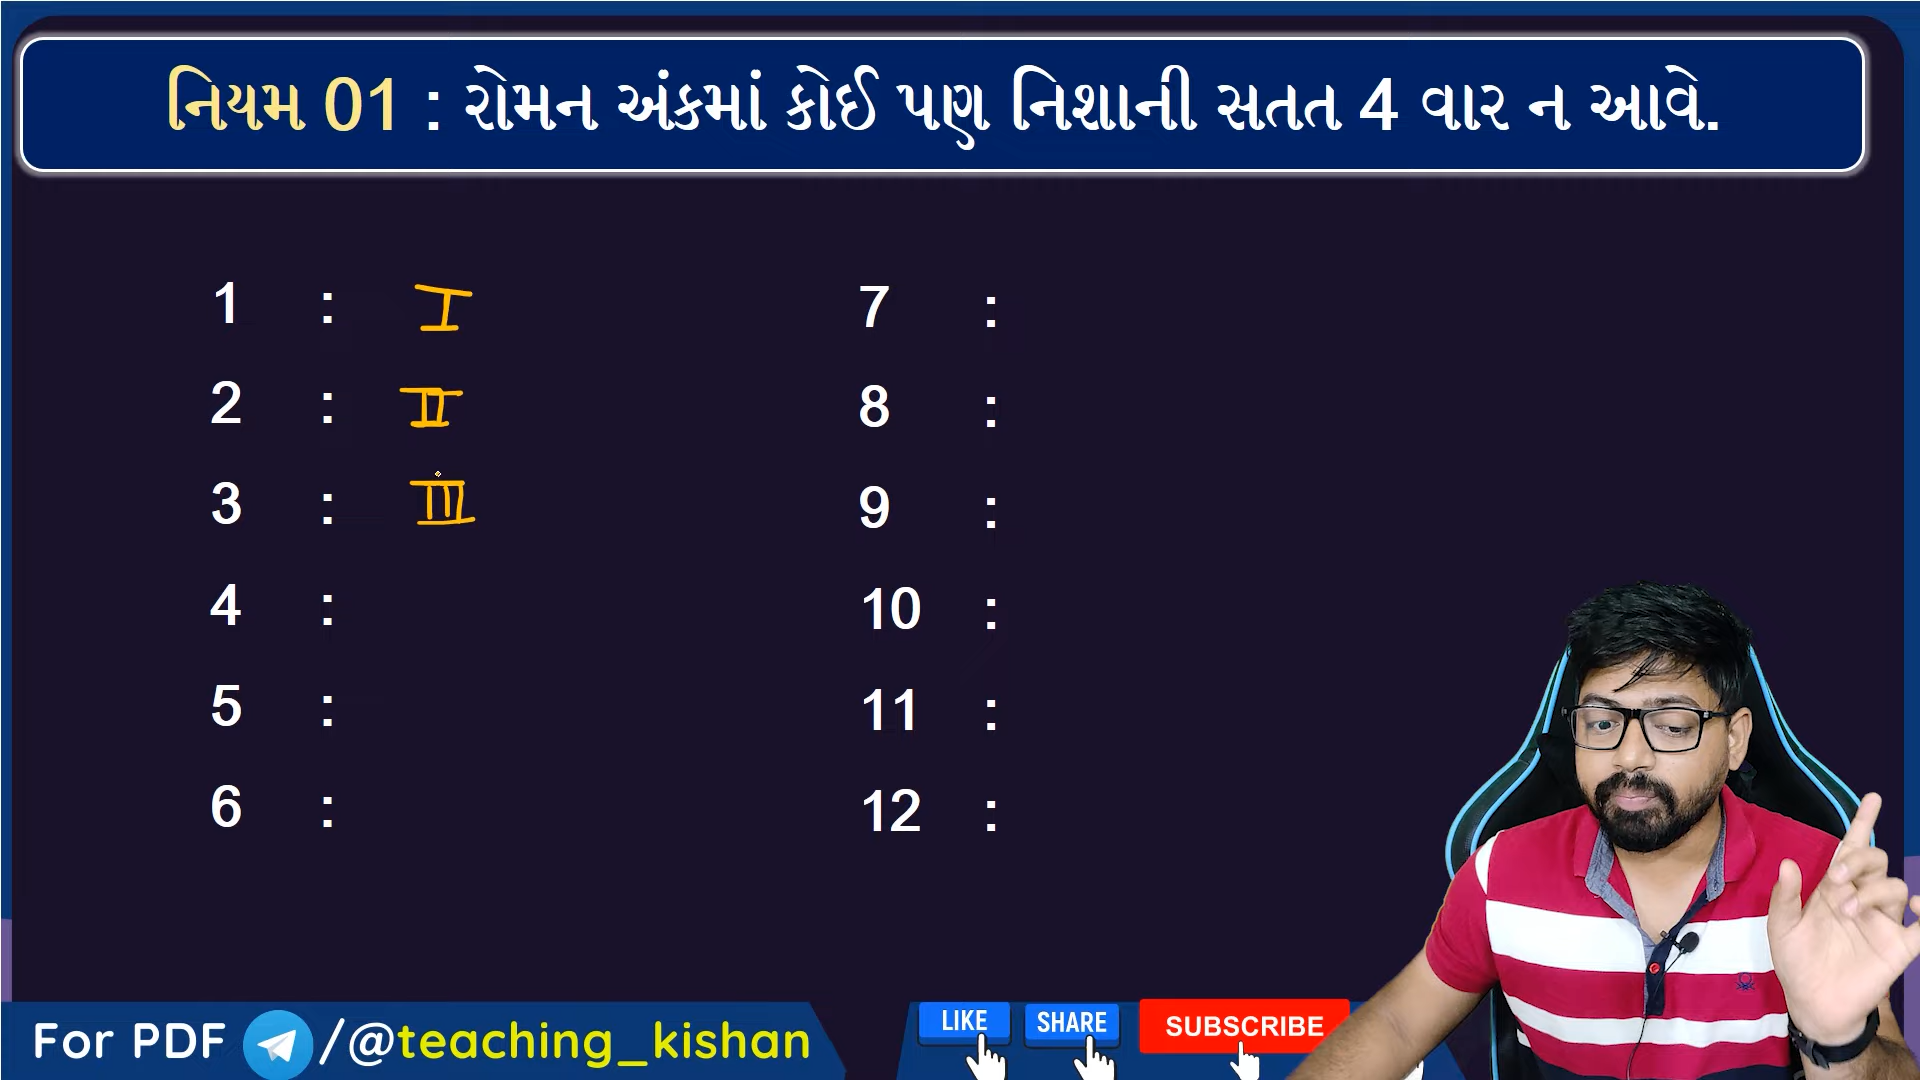 નિયમ 01 : રોમન અંકમાં કોઈ પણ નિશાની સતત 4 વાર ન આવે.
1 : I
2 : II
3 : III
4 :
5 :
6 :
7 :
8 :
9 :
10 :
11 :
12 :
For PDF /@teaching_kishan
LIKE SHARE SUBSCRIBE